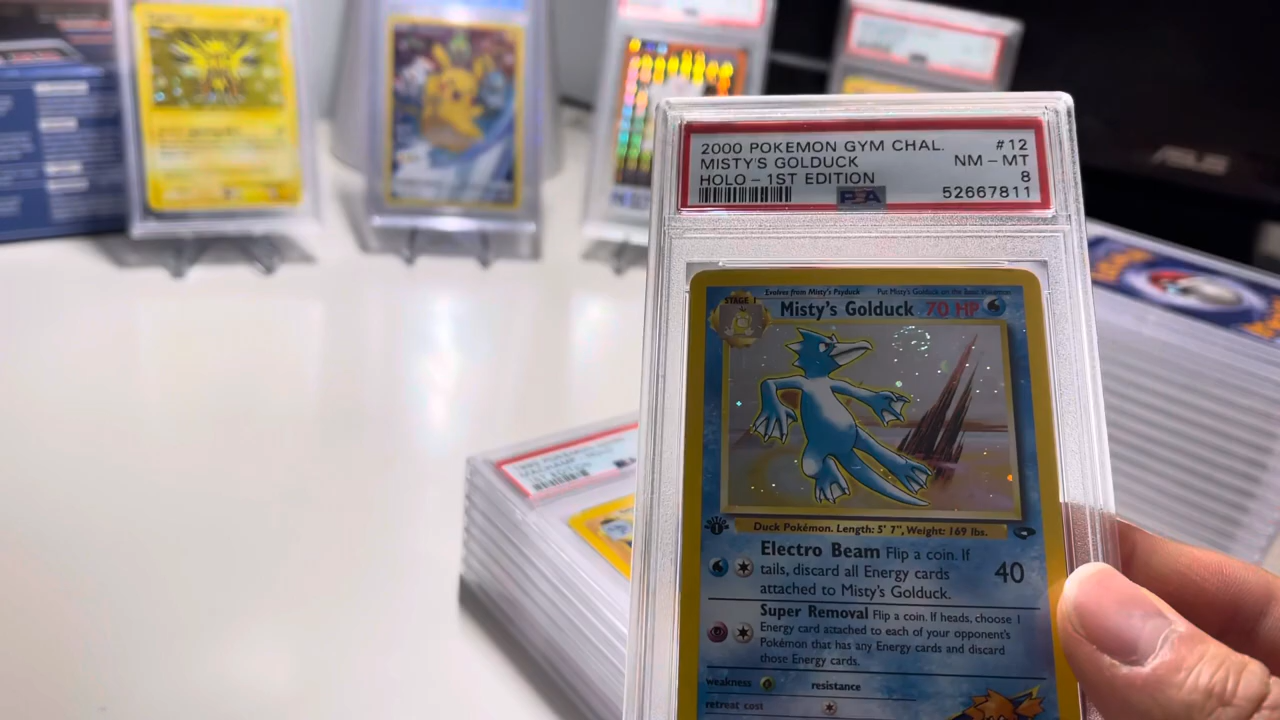 2000 POKEMON GYM CHAL. #12
MISTY'S GOLDUCK NM - MT
HOLO - 1ST EDITION 8
PSA 52667811
Evolves from Misty's Psyduck Put Misty's Golduck on the Basic Pokémon
STAGE 1
Misty's Golduck 70 HP
EDITION
1
Duck Pokémon. Length: 5' 7", Weight: 169 lbs.
Electro Beam Flip a coin. If
tails, discard all Energy cards
attached to Misty's Golduck.
40
Super Removal Flip a coin. If heads, choose 1
Energy card attached to each of your opponent's
Pokémon that has any Energy cards and discard
those Energy cards.
weakness resistance
retreat cost
ASUS